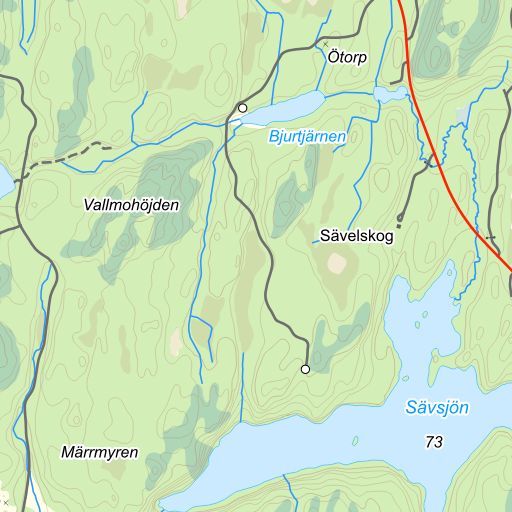 Ötorp
Bjurtjärnen
Vallmohöjden
Sävelskog
Sävsjön
73
Märrmyren